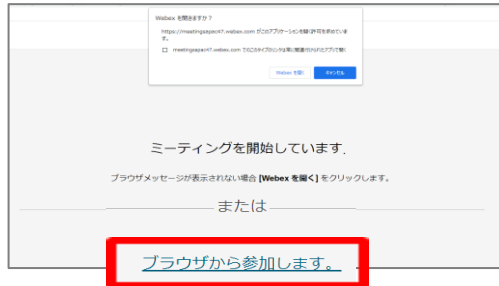 Webex を開きますか？
https://meetingsapac47.webex.com がこのアプリケーションを開く許可を求めています。
meetingsapac47.webex.com でこのタイプのリンクは常に関連付けられたアプリで開く
Webex を開く キャンセル
ミーティングを開始しています.
ブラウザメッセージが表示されない場合 [Webex を開く] をクリックします。
または
ブラウザから参加します。